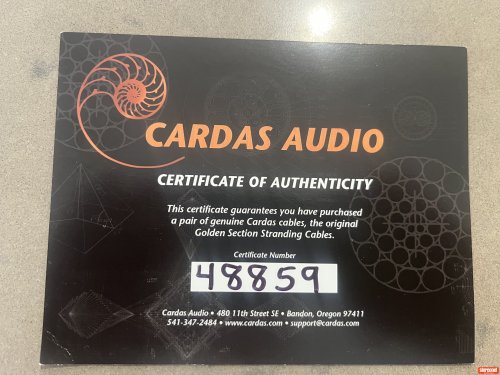 CARDAS AUDIO
CERTIFICATE OF AUTHENTICITY
This certificate guarantees you have purchased
a pair of genuine Cardas cables, the original
Golden Section Stranding Cables.
Certificate Number
48859
Cardas Audio • 480 11th Street SE • Bandon, Oregon 97411
541-347-2484 • www.cardas.com • support@cardas.com